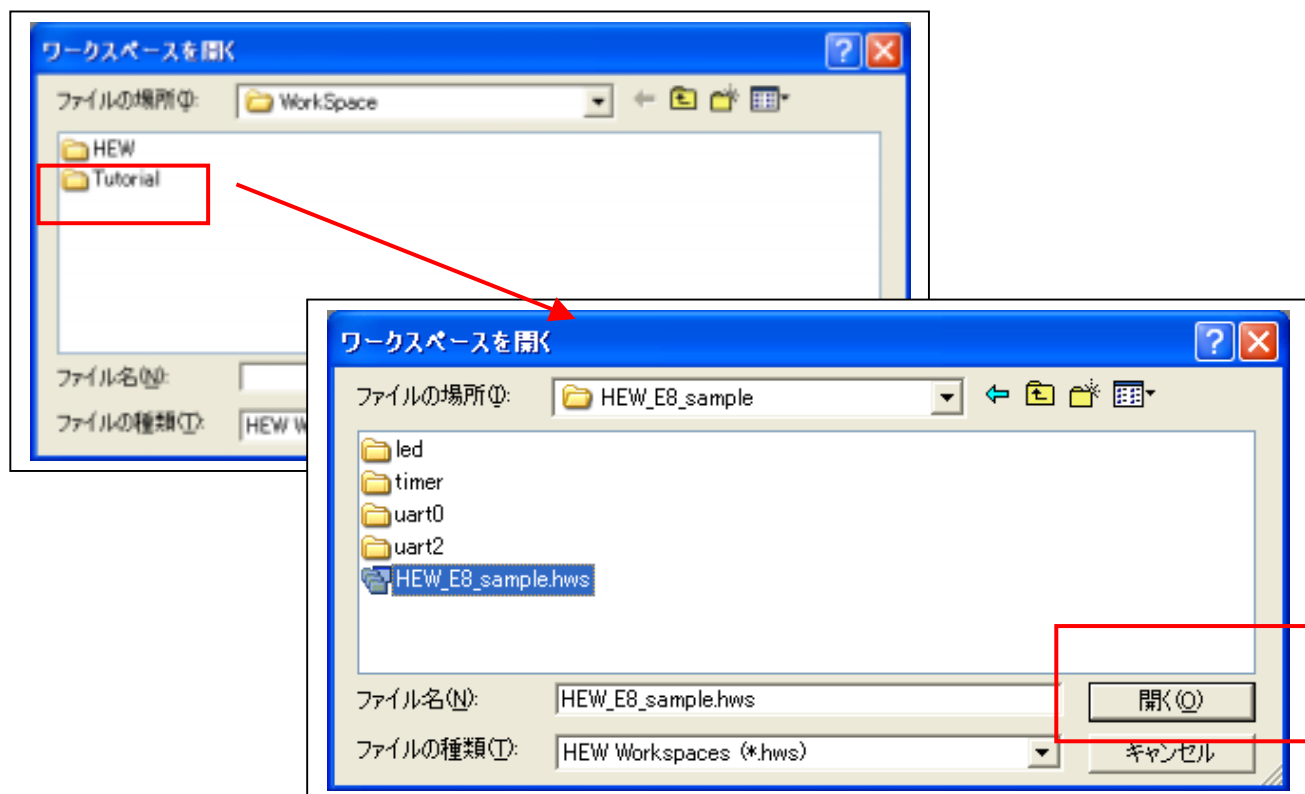 ワークスペースを開く
ファイルの場所(I):
WorkSpace
HEW
Tutorial
ファイル名(N):
ファイルの種類(T):
HEW W
ワークスペースを開く
ファイルの場所(I):
HEW_E8_sample
led
timer
uart0
uart2
HEW_E8_sample.hws
ファイル名(N):
HEW_E8_sample.hws
開く(O)
ファイルの種類(T):
HEW Workspaces (*.hws)
キャンセル